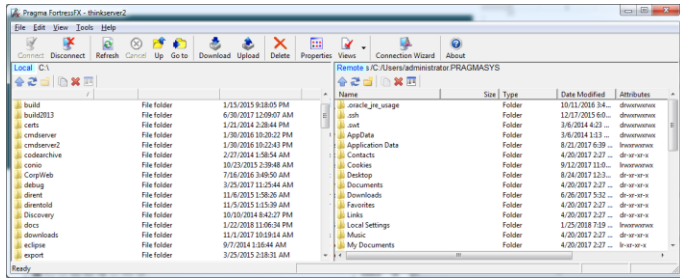 Pragma FortressFX - thinkserver2
File Edit View Tools Help
Connect Disconnect Refresh Cancel Up Go to Download Upload Delete Properties Views Connection Wizard About
Local C:\ Remote s/C:/Users/administrator.PRAGMASYS
Name Size Type Date Modified Attributes
build File folder 1/15/2015 9:18:05 PM .oracle_jre_usage Folder 10/11/2016 3:4... drwxrwxrwx
build2013 File folder 6/30/2017 12:09:07 AM .ssh Folder 12/17/2015 6:0... drwxrwxrwx
certs File folder 1/21/2014 2:28:44 PM .swt Folder 3/6/2014 4:23 ... drwxrwxrwx
cmdserver File folder 1/30/2016 10:20:22 PM AppData Folder 3/6/2014 1:13 ... drwxrwxrwx
cmdserver2 File folder 1/30/2016 10:22:43 PM Application Data Folder 8/21/2017 6:39 ... lrwxrwxrwx
codearchive File folder 2/27/2014 1:58:54 AM Contacts Folder 4/20/2017 2:27 ... dr-xr-xr-x
conio File folder 10/23/2015 2:39:48 AM Cookies Folder 9/12/2017 11:0... lrwxrwxrwx
CorpWeb File folder 7/16/2016 3:49:50 AM Desktop Folder 8/24/2017 12:3... dr-xr-xr-x
debug File folder 3/25/2017 11:25:44 AM Documents Folder 4/20/2017 2:27 ... dr-xr-xr-x
dirent File folder 11/6/2015 1:58:26 AM Downloads Folder 6/26/2017 5:32 ... dr-xr-xr-x
direntold File folder 11/5/2015 1:15:39 AM Favorites Folder 4/20/2017 2:27 ... dr-xr-xr-x
Discovery File folder 10/10/2014 8:42:27 PM Links Folder 4/20/2017 2:27 ... dr-xr-xr-x
docs File folder 1/22/2018 11:06:34 PM Local Settings Folder 1/25/2018 7:19 ... lrwxrwxrwx
downloads File folder 11/1/2017 10:19:14 AM Music Folder 4/20/2017 2:27 ... dr-xr-xr-x
eclipse File folder 9/7/2014 1:16:44 AM My Documents Folder 4/20/2017 2:27 ... lr-xr-xr-x
export File folder 3/25/2015 2:18:31 AM
Ready